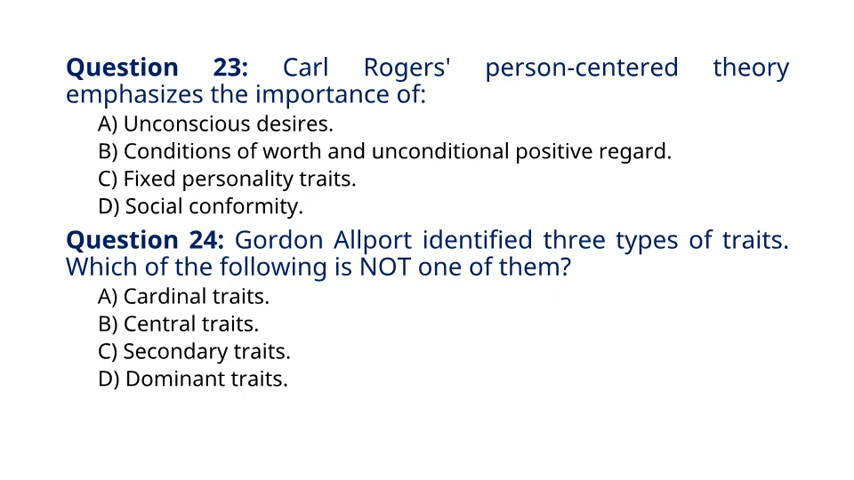 Question 23: Carl Rogers' person-centered theory
emphasizes the importance of:
A) Unconscious desires.
B) Conditions of worth and unconditional positive regard.
C) Fixed personality traits.
D) Social conformity.
Question 24: Gordon Allport identified three types of traits.
Which of the following is NOT one of them?
A) Cardinal traits.
B) Central traits.
C) Secondary traits.
D) Dominant traits.